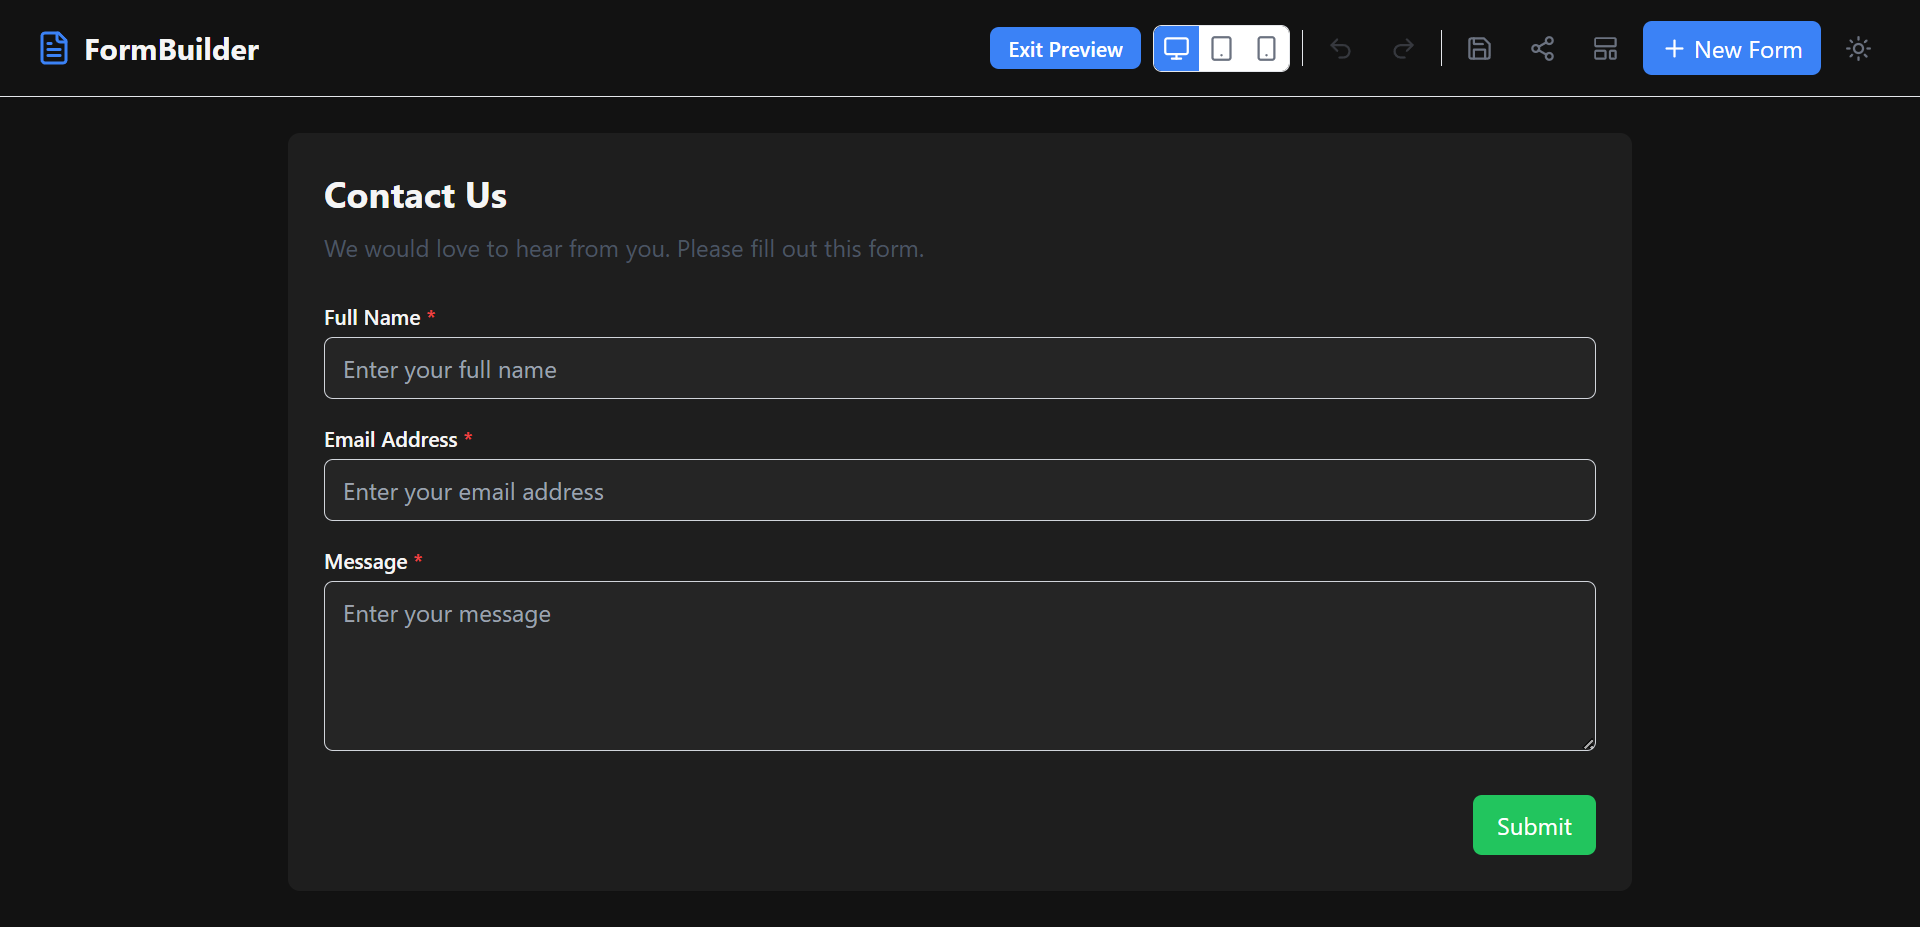 FormBuilder
Exit Preview
New Form
Contact Us
We would love to hear from you. Please fill out this form.
Full Name *
Enter your full name
Email Address *
Enter your email address
Message *
Enter your message
Submit